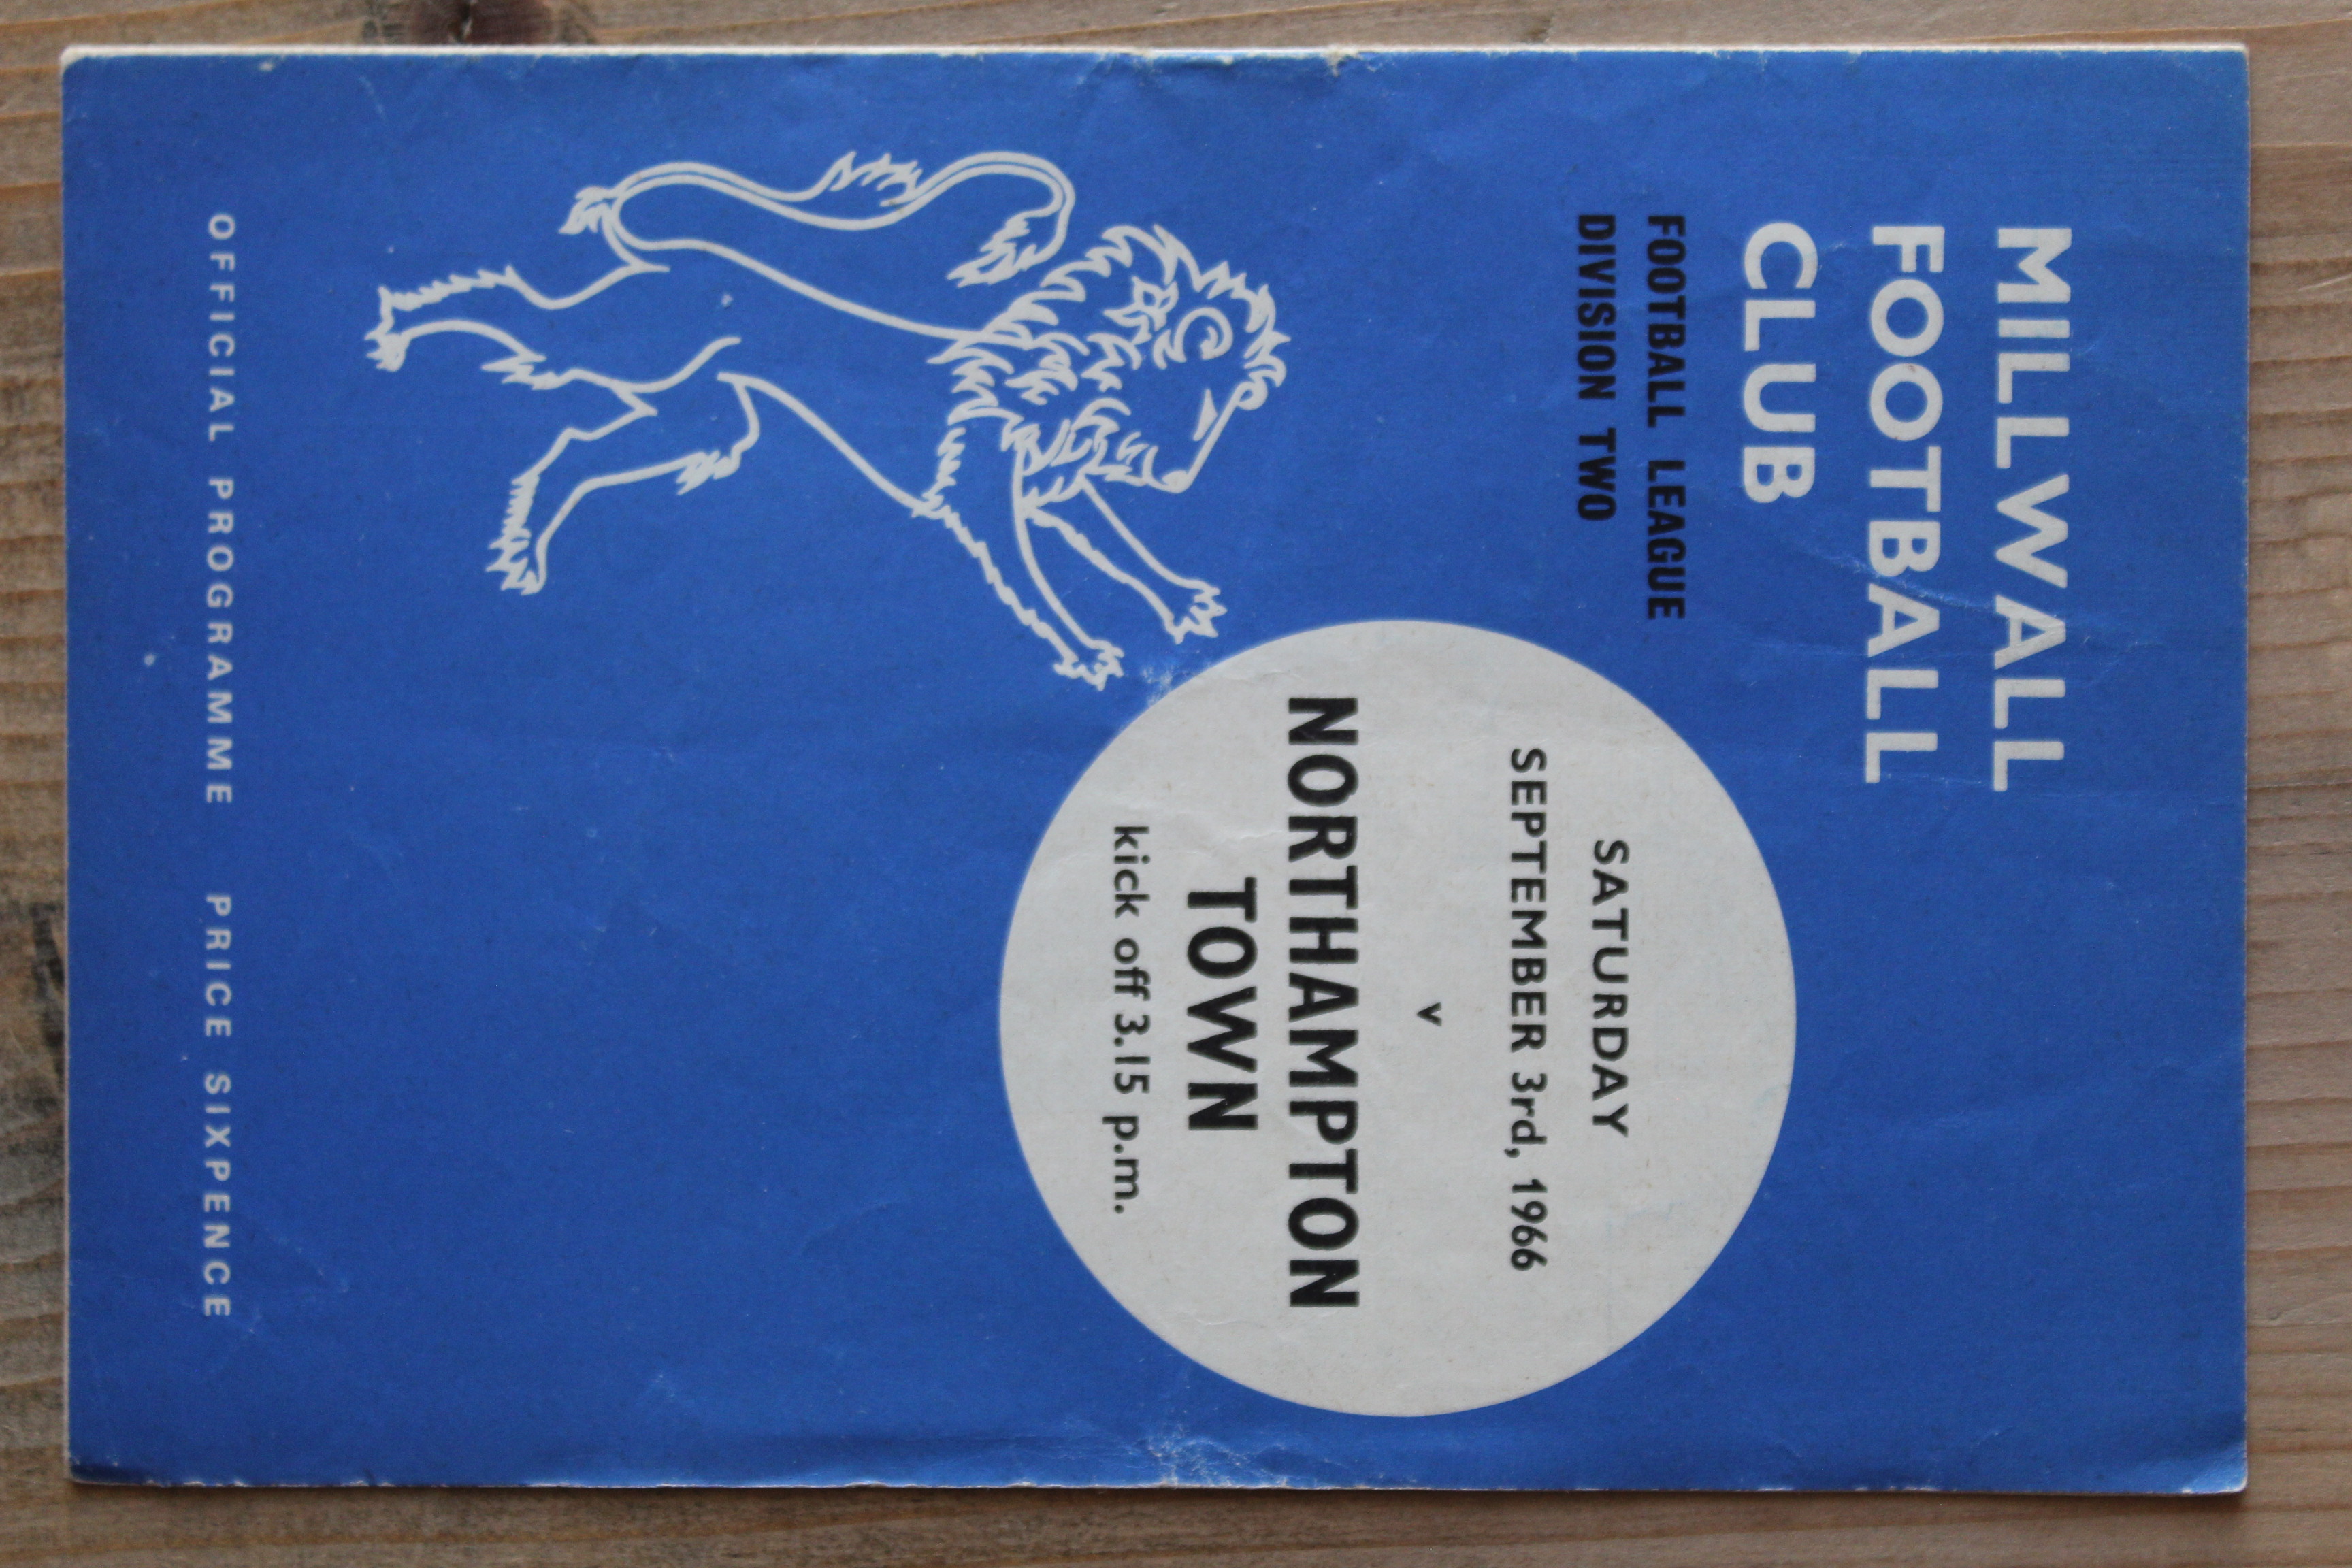 MILLWALL
FOOTBALL
CLUB
FOOTBALL LEAGUE
DIVISION TWO
SATURDAY
SEPTEMBER 3rd, 1966
v
NORTHAMPTON
TOWN
kick off 3.15 p.m.
OFFICIAL PROGRAMME PRICE SIXPENCE